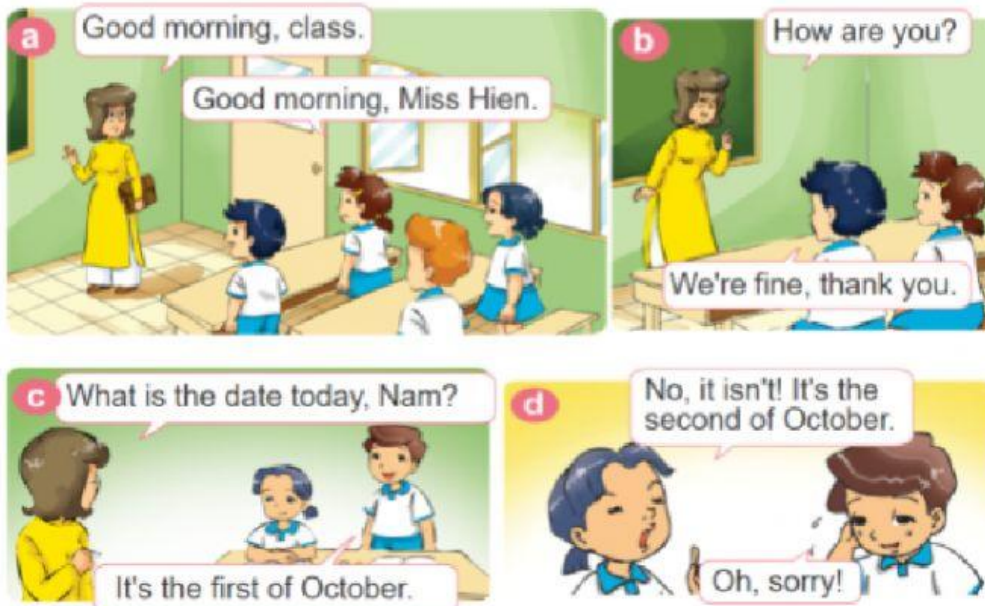 a
Good morning, class.
Good morning, Miss Hien.
b
How are you?
We're fine, thank you.
c
What is the date today, Nam?
It's the first of October.
d
No, it isn't! It's the
second of October.
Oh, sorry!